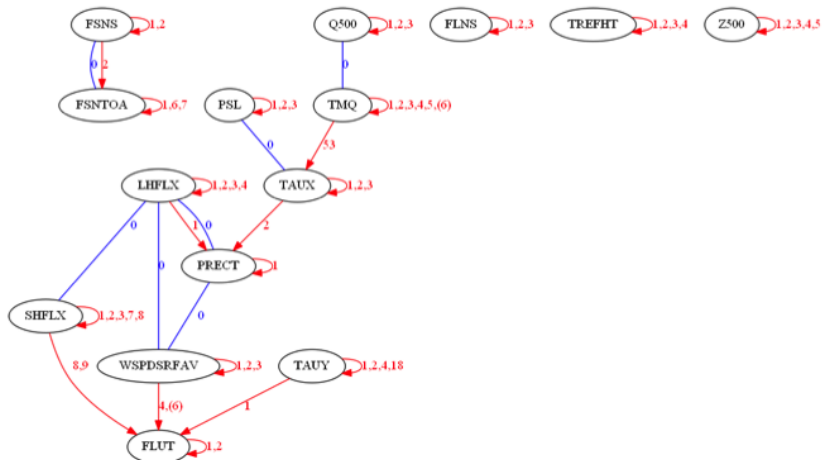 FSNS 1,2 Q500 1,2,3 FLNS 1,2,3 TREFHT 1,2,3,4 Z500 1,2,3,4,5
0 2 0
FSNTOA 1,6,7 PSL 1,2,3 TMQ 1,2,3,4,5,(6)
0 53
LHFLX 1,2,3,4 TAUX 1,2,3
0 1 0 2
PRECT 1
0
SHFLX 1,2,3,7,8
0
8,9 WSPDSRFAV 1,2,3 TAUY 1,2,4,18
4,(6) 1
FLUT 1,2